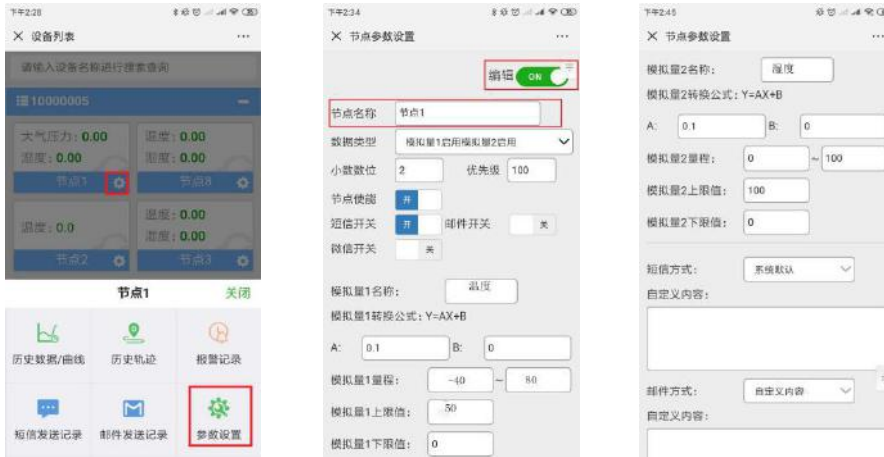 下午2:28
设备列表
请输入设备名称进行搜索查询
10000005
大气压力:0.00
湿度:0.00
节点1
温度:0.00
湿度:0.00
节点8
温度:0.0
节点2
温度:0.00
湿度:0.00
节点3
节点1
关闭
历史数据/曲线
历史轨迹
报警记录
短信发送记录
邮件发送记录
参数设置
下午2:34
节点参数设置
编辑 ON
节点名称 节点1
数据类型 模拟量1启用模拟量2启用
小数数位 2 优先级 100
节点使能 开
短信开关 开 邮件开关 关
微信开关 关
模拟量1名称: 温度
模拟量1转换公式:Y=AX+B
A: 0.1 B: 0
模拟量1量程: -40 ~ 80
模拟量1上限值: 50
模拟量1下限值: 0
下午2:45
节点参数设置
模拟量2名称: 湿度
模拟量2转换公式:Y=AX+B
A: 0.1 B: 0
模拟量2量程: 0 ~ 100
模拟量2上限值: 100
模拟量2下限值: 0
短信方式: 系统默认
自定义内容:
邮件方式: 自定义内容
自定义内容: